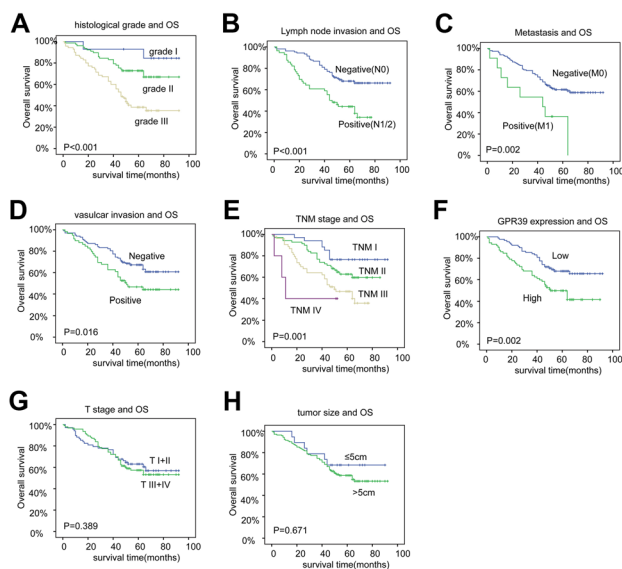 A
histological grade and OS
Overall survival
100%
80%
60%
40%
20%
0%
grade I
grade II
grade III
P<0.001
0 20 40 60 80 100
survival time(months)
B
Lymph node invasion and OS
Overall survival
100%
80%
60%
40%
20%
0%
Negative(N0)
Positive(N1/2)
P<0.001
0 20 40 60 80 100
survival time(months)
C
Metastasis and OS
Overall survival
100%
80%
60%
40%
20%
0%
Negative(M0)
Positive(M1)
P=0.002
0 20 40 60 80 100
survival time(months)
D
vasulcar invasion and OS
Overall survival
100%
80%
60%
40%
20%
0%
Negative
Positive
P=0.016
0 20 40 60 80 100
survival time(months)
E
TNM stage and OS
Overall survival
100%
80%
60%
40%
20%
0%
TNM I
TNM II
TNM III
TNM IV
P=0.001
0 20 40 60 80 100
survival time(months)
F
GPR39 expression and OS
Overall survival
100%
80%
60%
40%
20%
0%
Low
High
P=0.002
0 20 40 60 80 100
survival time(months)
G
T stage and OS
Overall survival
100%
80%
60%
40%
20%
0%
T I+II
T III+IV
P=0.389
0 20 40 60 80 100
survival time(months)
H
tumor size and OS
Overall survival
100%
80%
60%
40%
20%
0%
≤5cm
>5cm
P=0.671
0 20 40 60 80 100
survival time(months)